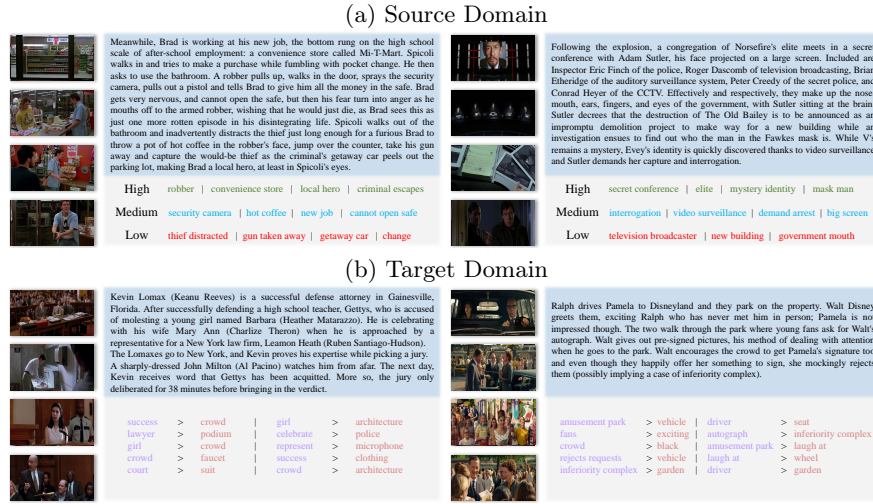 (a) Source Domain
Meanwhile, Brad is working at his new job, the bottom rung on the high school
scale of after-school employment: a convenience store called Mi-T-Mart. Spicoli
walks in and tries to make a purchase while fumbling with pocket change. He then
asks to use the bathroom. A robber pulls up, walks in the door, sprays the security
camera, pulls out a pistol and tells Brad to give him all the money in the safe. Brad
gets very nervous, and cannot open the safe, but then his fear turn into anger as he
mouths off to the armed robber, wishing that he would just die, as Brad sees this as
just one more rotten episode in his disintegrating life. Spicoli walks out of the
bathroom and inadvertently distracts the thief just long enough for a furious Brad to
throw a pot of hot coffee in the robber's face, jump over the counter, take his gun
away and capture the would-be thief as the criminal's getaway car peels out the
parking lot, making Brad a local hero, at least in Spicoli's eyes.
High robber | convenience store | local hero | criminal escapes
Medium security camera | hot coffee | new job | cannot open safe
Low thief distracted | gun taken away | getaway car | change
Following the explosion, a congregation of Norsefire's elite meets in a secre
conference with Adam Sutler, his face projected on a large screen. Included are
Inspector Eric Finch of the police, Roger Dascomb of television broadcasting, Brian
Etheridge of the auditory surveillance system, Peter Creedy of the secret police, and
Conrad Heyer of the CCTV. Effectively and respectively, they make up the nose
mouth, ears, fingers, and eyes of the government, with Sutler sitting at the brain
Sutler decrees that the destruction of The Old Bailey is to be announced as an
impromptu demolition project to make way for a new building while an
investigation ensues to find out who the man in the Fawkes mask is. While V's
remains a mystery, Evey's identity is quickly discovered thanks to video surveillance
and Sutler demands her capture and interrogation.
High secret conference | elite | mystery identity | mask man
Medium interrogation | video surveillance | demand arrest | big screen
Low television broadcaster | new building | government mouth
(b) Target Domain
Kevin Lomax (Keanu Reeves) is a successful defense attorney in Gainesville,
Florida. After successfully defending a high school teacher, Gettys, who is accused
of molesting a young girl named Barbara (Heather Matarazzo). He is celebrating
with his wife Mary Ann (Charlize Theron) when he is approached by a
representative for a New York law firm, Leamon Heath (Ruben Santiago-Hudson).
The Lomaxes go to New York, and Kevin proves his expertise while picking a jury.
A sharply-dressed John Milton (Al Pacino) watches him from afar. The next day,
Kevin receives word that Gettys has been acquitted. More so, the jury only
deliberated for 38 minutes before bringing in the verdict.
success > crowd | girl > architecture
lawyer > podium | celebrate > police
girl > crowd | represent > microphone
crowd > faucet | success > clothing
court > suit | crowd > architecture
Ralph drives Pamela to Disneyland and they park on the property. Walt Disney
greets them, exciting Ralph who has never met him in person; Pamela is not
impressed though. The two walk through the park where young fans ask for Walt's
autograph. Walt gives out pre-signed pictures, his method of dealing with attention
when he goes to the park. Walt encourages the crowd to get Pamela's signature too
and even though they happily offer her something to sign, she mockingly rejects
them (possibly implying a case of inferiority complex).
amusement park > vehicle | driver > seat
fans > exciting | autograph > inferiority complex
crowd > black | amusement park > laugh at
rejects requests > vehicle | laugh at > wheel
inferiority complex > garden | driver > garden